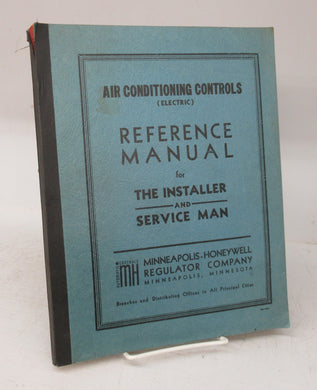 AIR CONDITIONING CONTROLS
(ELECTRIC)
REFERENCE
MANUAL
for
THE INSTALLER
AND
SERVICE MAN
MH
MINNEAPOLIS-HONEYWELL
REGULATOR COMPANY
MINNEAPOLIS, MINNESOTA
Branches and Distributing Offices in All Principal Cities